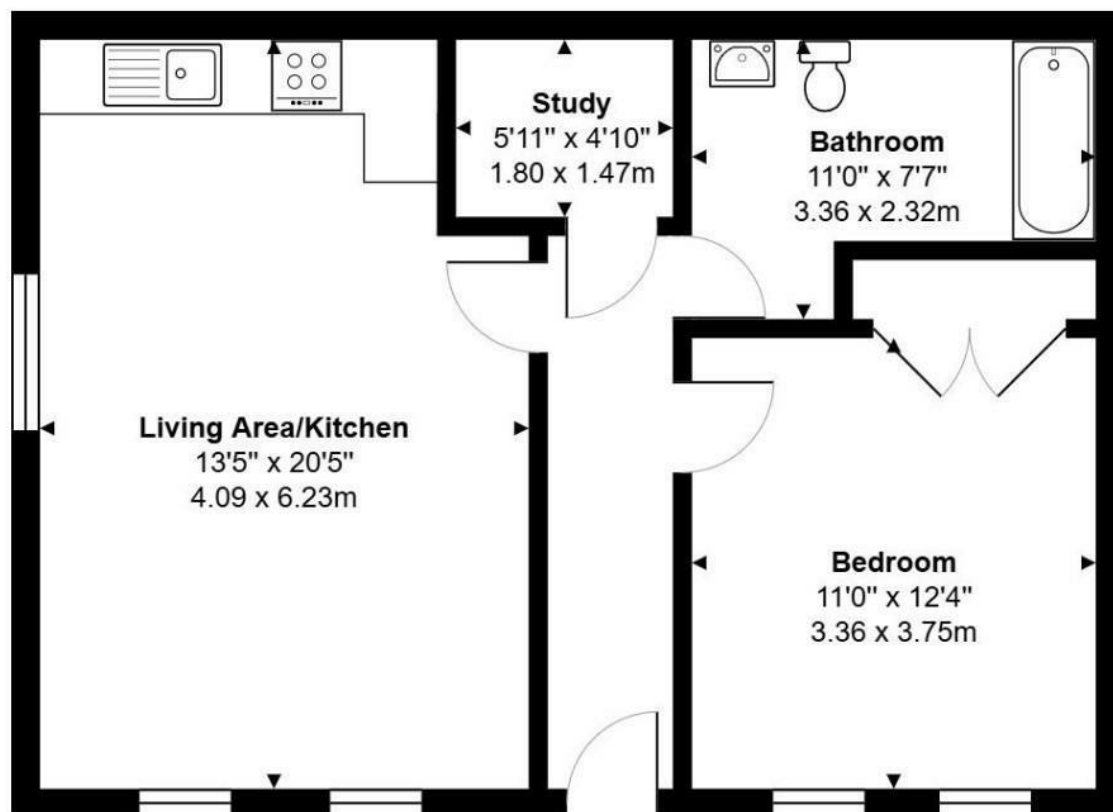 Study
5'11" x 4'10"
1.80 x 1.47m
Bathroom
11'0" x 7'7"
3.36 x 2.32m
Living Area/Kitchen
13'5" x 20'5"
4.09 x 6.23m
Bedroom
11'0" x 12'4"
3.36 x 3.75m